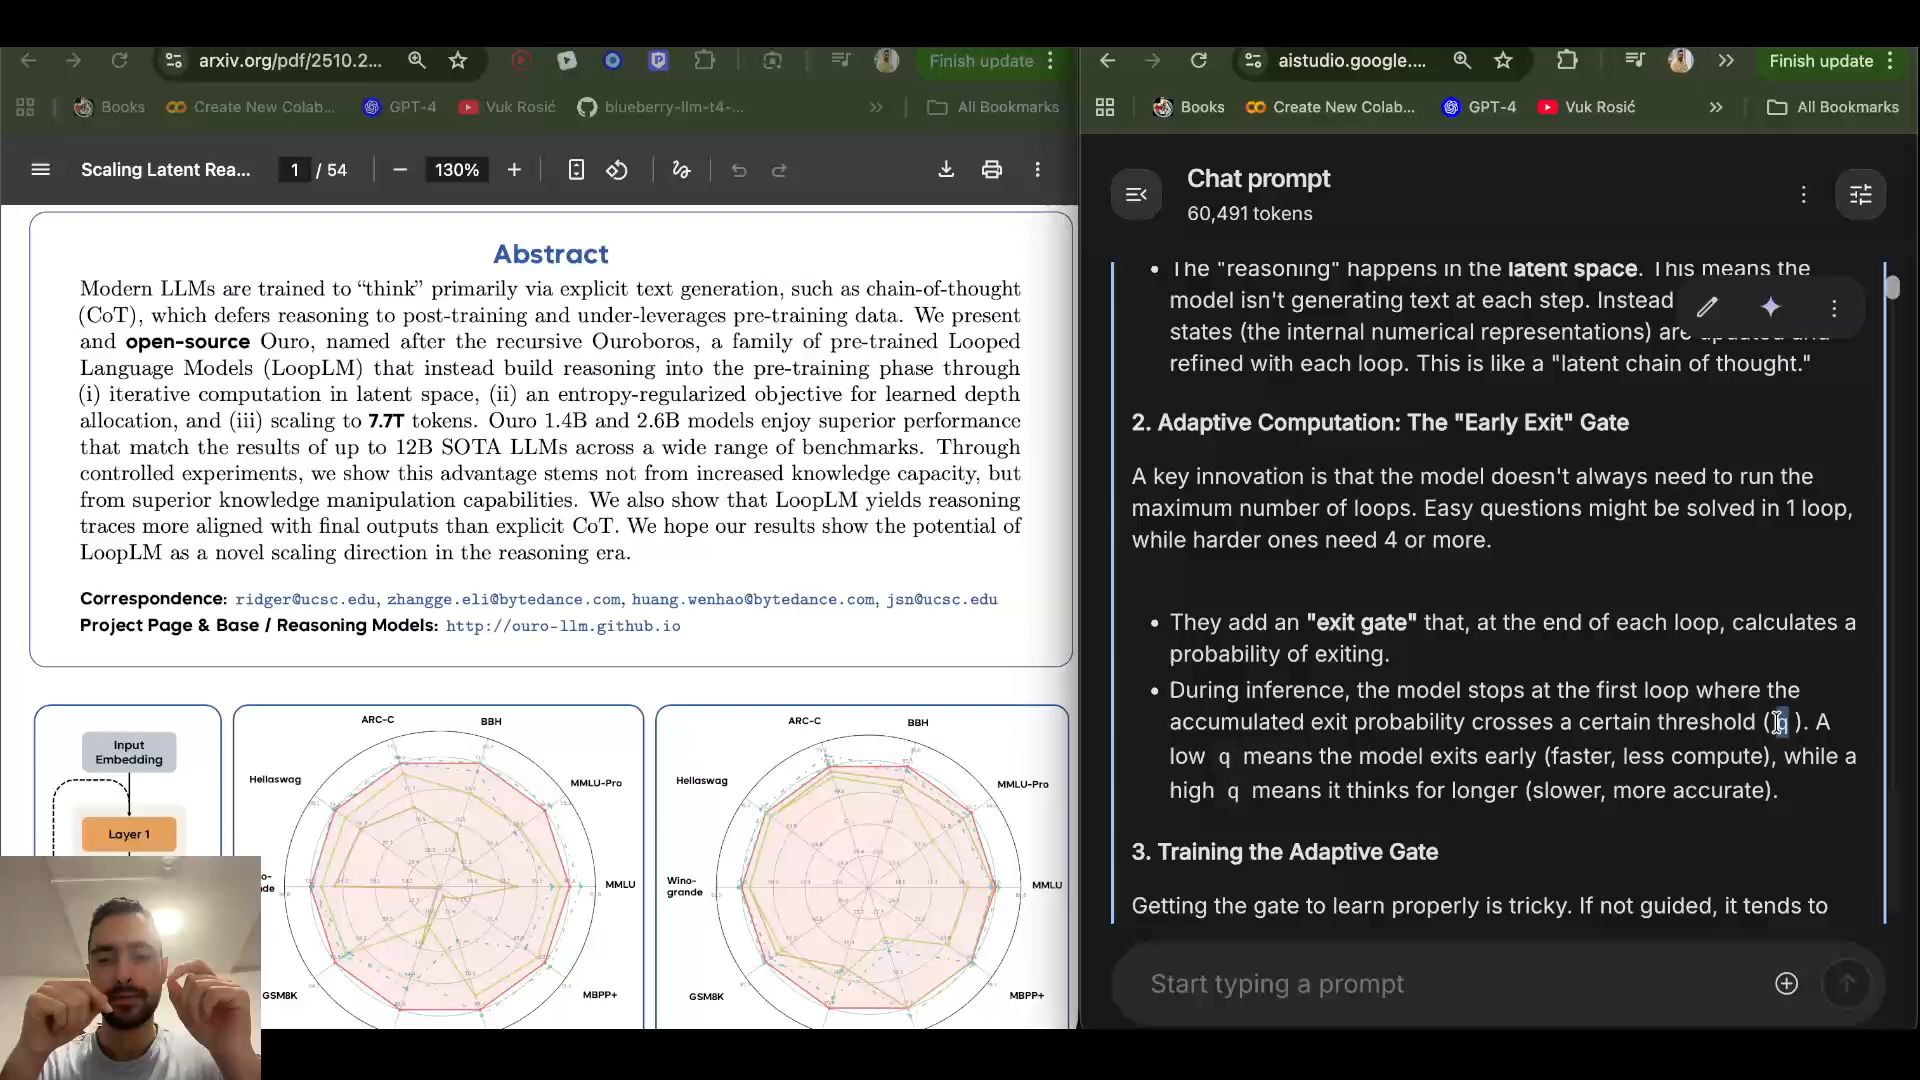 arxiv.org/pdf/2510.2...
Finish update
Books
Create New Colab...
GPT-4
Vuk Rosić
blueberry-llm-t4-...
All Bookmarks
Scaling Latent Rea...
1 / 54
130%
Abstract
Modern LLMs are trained to “think” primarily via explicit text generation, such as chain-of-thought
(CoT), which defers reasoning to post-training and under-leverages pre-training data. We present
and open-source Ouro, named after the recursive Ouroboros, a family of pre-trained Looped
Language Models (LoopLM) that instead build reasoning into the pre-training phase through
(i) iterative computation in latent space, (ii) an entropy-regularized objective for learned depth
allocation, and (iii) scaling to 7.7T tokens. Ouro 1.4B and 2.6B models enjoy superior performance
that match the results of up to 12B SOTA LLMs across a wide range of benchmarks. Through
controlled experiments, we show this advantage stems not from increased knowledge capacity, but
from superior knowledge manipulation capabilities. We also show that LoopLM yields reasoning
traces more aligned with final outputs than explicit CoT. We hope our results show the potential of
LoopLM as a novel scaling direction in the reasoning era.
Correspondence: ridger@ucsc.edu, zhangge.eli@bytedance.com, huang.wenhao@bytedance.com, jsn@ucsc.edu
Project Page & Base / Reasoning Models: http://ouro-llm.github.io
Input
Embedding
Layer 1
ARC-C
BBH
Hellaswag
MMLU-Pro
MMLU
GSM8K
MBPP+
ARC-C
BBH
Hellaswag
MMLU-Pro
Wino-
grande
MMLU
GSM8K
MBPP+
aistudio.google....
Finish update
Books
Create New Colab...
GPT-4
Vuk Rosić
All Bookmarks
Chat prompt
60,491 tokens
• The "reasoning" happens in the latent space. This means the
model isn't generating text at each step. Instead
states (the internal numerical representations) are updated and
refined with each loop. This is like a "latent chain of thought."
2. Adaptive Computation: The "Early Exit" Gate
A key innovation is that the model doesn't always need to run the
maximum number of loops. Easy questions might be solved in 1 loop,
while harder ones need 4 or more.
• They add an "exit gate" that, at the end of each loop, calculates a
probability of exiting.
• During inference, the model stops at the first loop where the
accumulated exit probability crosses a certain threshold ( q ). A
low q means the model exits early (faster, less compute), while a
high q means it thinks for longer (slower, more accurate).
3. Training the Adaptive Gate
Getting the gate to learn properly is tricky. If not guided, it tends to
Start typing a prompt